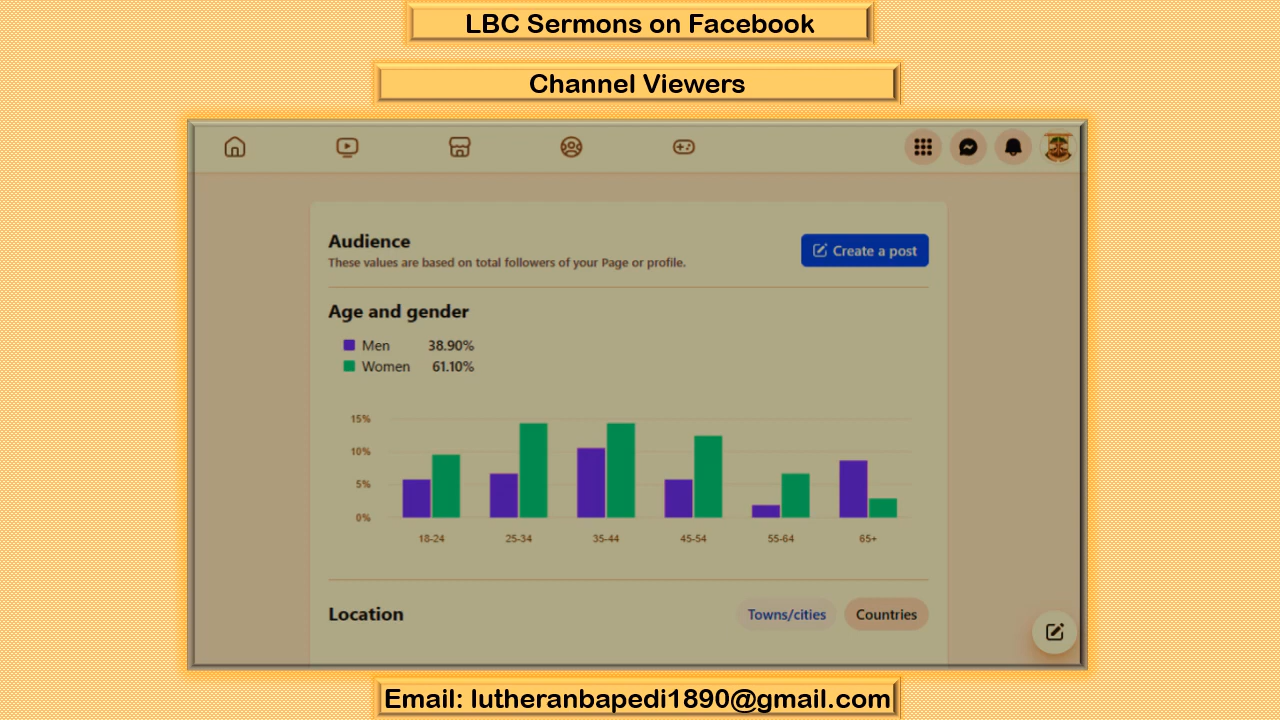 LBC Sermons on Facebook
Channel Viewers
Audience
These values are based on total followers of your Page or profile.
Create a post
Age and gender
Men 38.90%
Women 61.10%
15%
10%
5%
0%
18-24 25-34 35-44 45-54 55-64 65+
Location
Towns/cities Countries
Email: lutheranbapedi1890@gmail.com